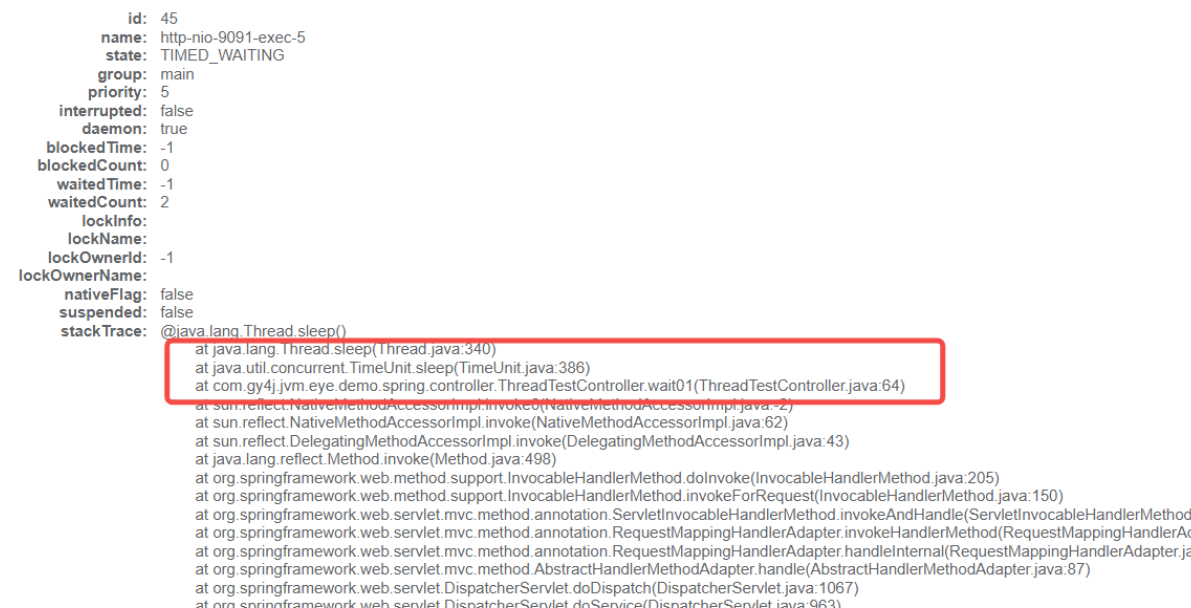 id: 45
name: http-nio-9091-exec-5
state: TIMED_WAITING
group: main
priority: 5
interrupted: false
daemon: true
blockedTime: -1
blockedCount: 0
waitedTime: -1
waitedCount: 2
lockInfo:
lockName:
lockOwnerId: -1
lockOwnerName:
nativeFlag: false
suspended: false
stackTrace: @java.lang.Thread.sleep()
at java.lang.Thread.sleep(Thread.java:340)
at java.util.concurrent.TimeUnit.sleep(TimeUnit.java:386)
at com.gy4j.jvm.eye.demo.spring.controller.ThreadTestController.wait01(ThreadTestController.java:64)
at sun.reflect.NativeMethodAccessorImpl.invoke0(NativeMethodAccessorImpl.java:-2)
at sun.reflect.NativeMethodAccessorImpl.invoke(NativeMethodAccessorImpl.java:62)
at sun.reflect.DelegatingMethodAccessorImpl.invoke(DelegatingMethodAccessorImpl.java:43)
at java.lang.reflect.Method.invoke(Method.java:498)
at org.springframework.web.method.support.InvocableHandlerMethod.doInvoke(InvocableHandlerMethod.java:205)
at org.springframework.web.method.support.InvocableHandlerMethod.invokeForRequest(InvocableHandlerMethod.java:150)
at org.springframework.web.servlet.mvc.method.annotation.ServletInvocableHandlerMethod.invokeAndHandle(ServletInvocableHandlerMethod
at org.springframework.web.servlet.mvc.method.annotation.RequestMappingHandlerAdapter.invokeHandlerMethod(RequestMappingHandlerAd
at org.springframework.web.servlet.mvc.method.annotation.RequestMappingHandlerAdapter.handleInternal(RequestMappingHandlerAdapter.ja
at org.springframework.web.servlet.mvc.method.AbstractHandlerMethodAdapter.handle(AbstractHandlerMethodAdapter.java:87)
at org.springframework.web.servlet.DispatcherServlet.doDispatch(DispatcherServlet.java:1067)
at org.springframework.web.servlet.DispatcherServlet.doService(DispatcherServlet.java:963)